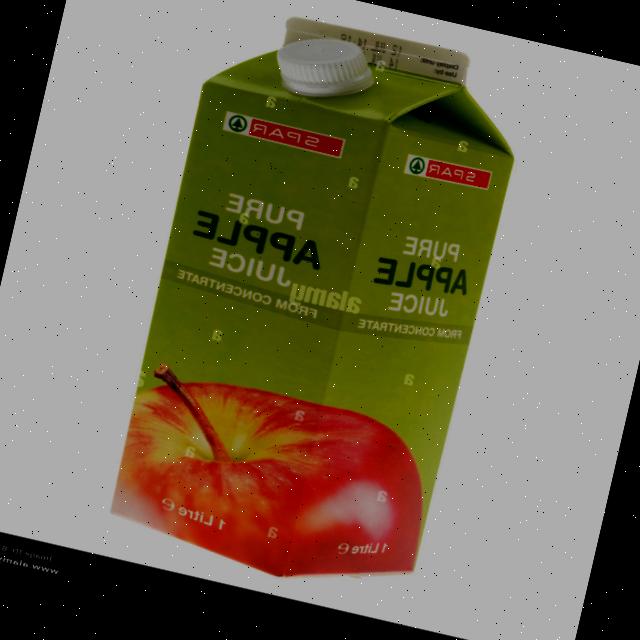 SPAR
SPAR
PURE
APPLE
JUICE
FROM CONCENTRATE
PURE
APPLE
JUICE
FROM CONCENTRATE
alamy
1 Litre e
1 Litre e